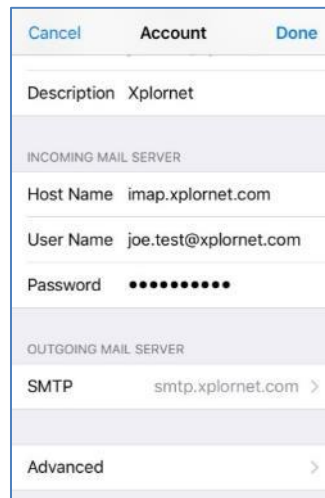 Cancel Account Done
Description Xplornet
INCOMING MAIL SERVER
Host Name imap.xplornet.com
User Name joe.test@xplornet.com
Password ●●●●●●●●●●
OUTGOING MAIL SERVER
SMTP smtp.xplornet.com >
Advanced >